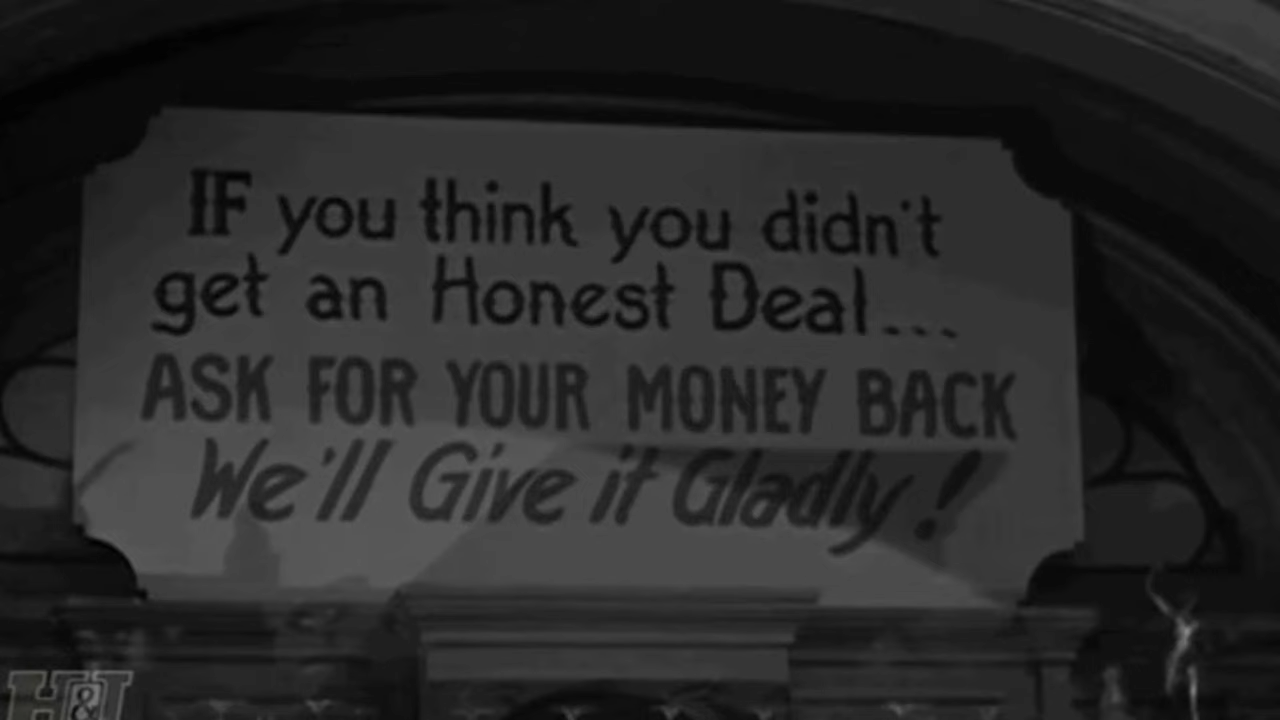 IF you think you didn't
get an Honest Deal...
ASK FOR YOUR MONEY BACK
We'll Give it Gladly!
H&I